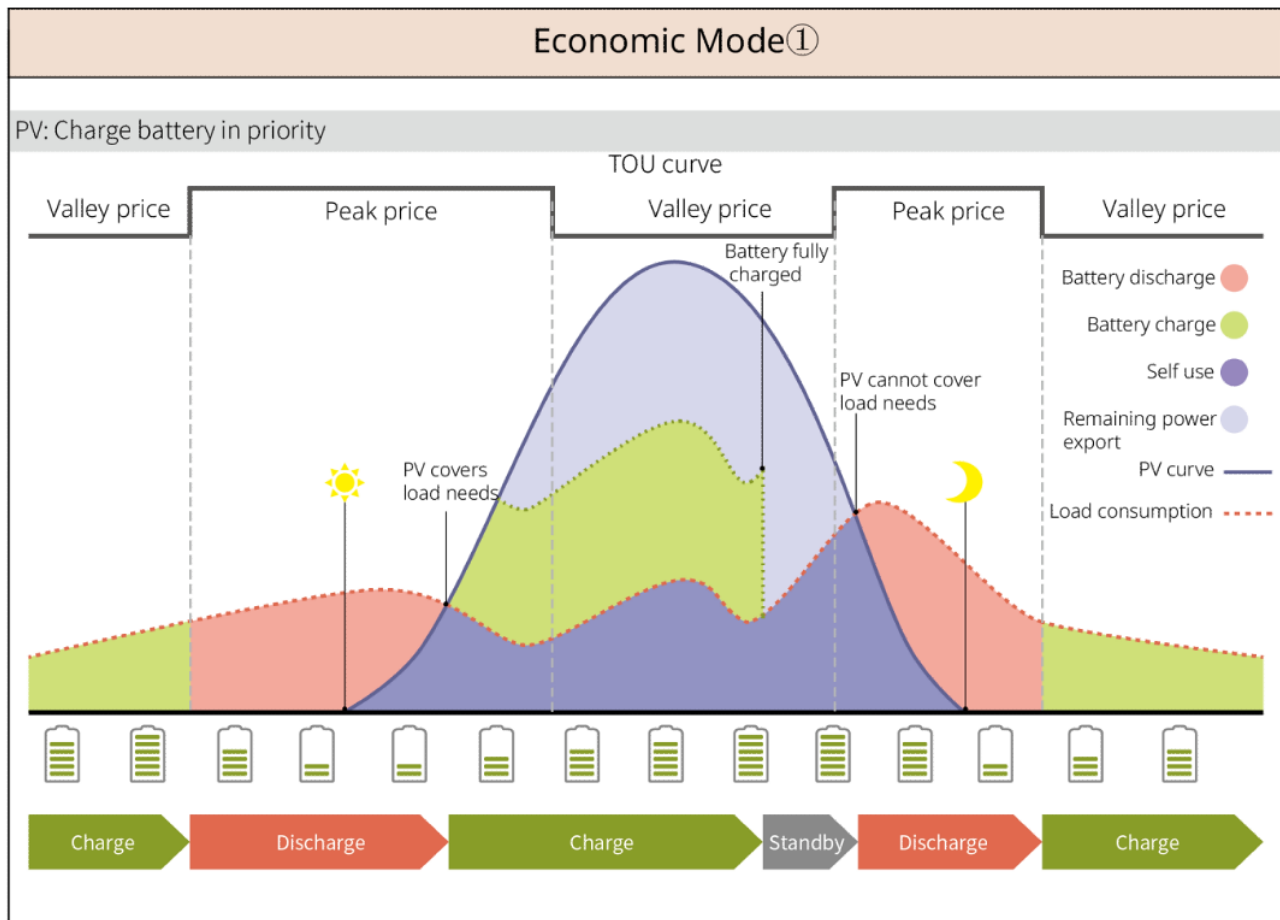 Economic Mode①
PV: Charge battery in priority
TOU curve
Valley price
Peak price
Valley price
Peak price
Valley price
Battery fully
charged
Battery discharge
Battery charge
Self use
Remaining power
export
PV curve
Load consumption
PV cannot cover
load needs
PV covers
load needs
Charge
Discharge
Charge
Standby
Discharge
Charge